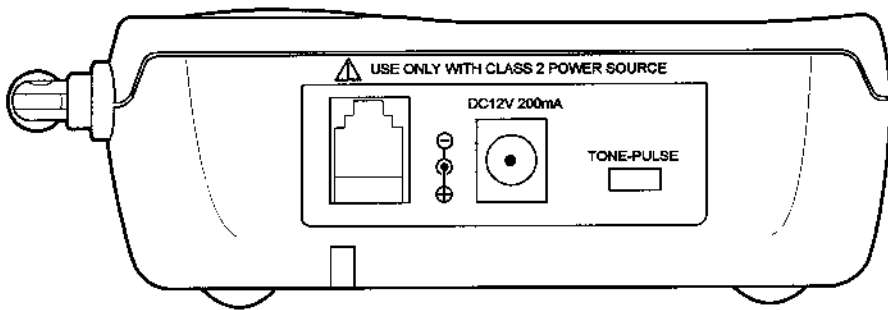 USE ONLY WITH CLASS 2 POWER SOURCE
DC12V 200mA
TONE-PULSE